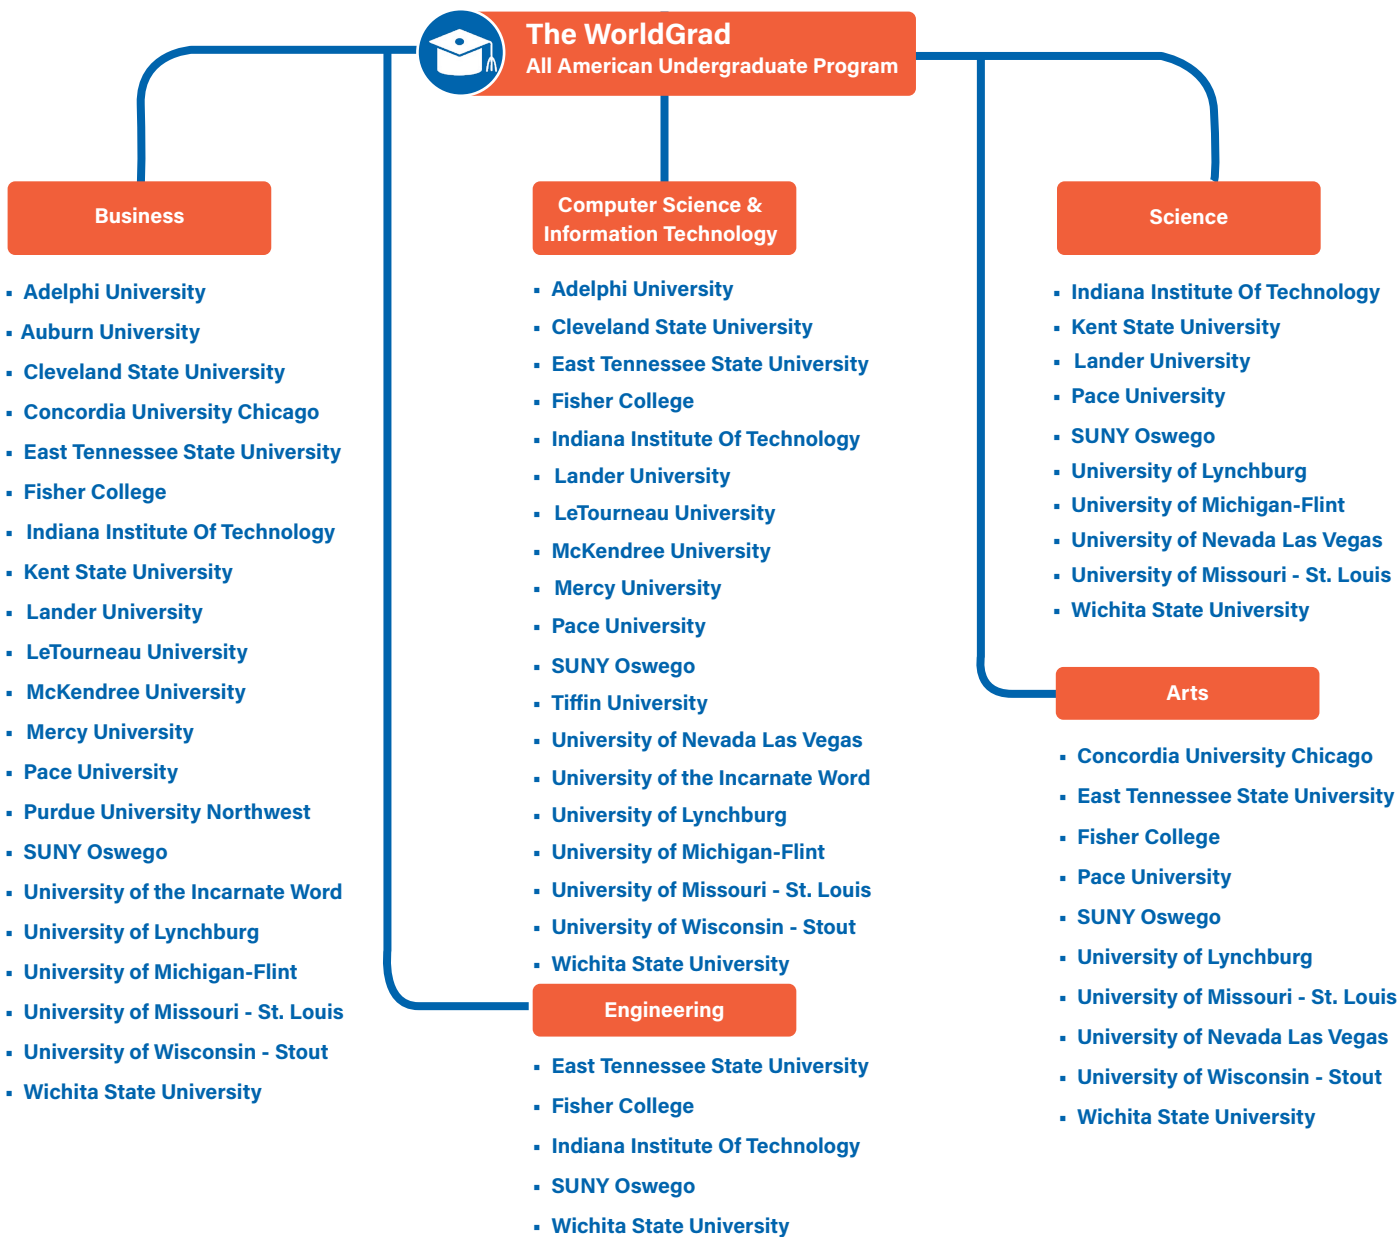 The WorldGrad
All American Undergraduate Program
Business
▪ Adelphi University
▪ Auburn University
▪ Cleveland State University
▪ Concordia University Chicago
▪ East Tennessee State University
▪ Fisher College
▪ Indiana Institute Of Technology
▪ Kent State University
▪ Lander University
▪ LeTourneau University
▪ McKendree University
▪ Mercy University
▪ Pace University
▪ Purdue University Northwest
▪ SUNY Oswego
▪ University of the Incarnate Word
▪ University of Lynchburg
▪ University of Michigan-Flint
▪ University of Missouri - St. Louis
▪ University of Wisconsin - Stout
▪ Wichita State University
Computer Science &
Information Technology
▪ Adelphi University
▪ Cleveland State University
▪ East Tennessee State University
▪ Fisher College
▪ Indiana Institute Of Technology
▪ Lander University
▪ LeTourneau University
▪ McKendree University
▪ Mercy University
▪ Pace University
▪ SUNY Oswego
▪ Tiffin University
▪ University of Nevada Las Vegas
▪ University of the Incarnate Word
▪ University of Lynchburg
▪ University of Michigan-Flint
▪ University of Missouri - St. Louis
▪ University of Wisconsin - Stout
▪ Wichita State University
Engineering
▪ East Tennessee State University
▪ Fisher College
▪ Indiana Institute Of Technology
▪ SUNY Oswego
▪ Wichita State University
Science
▪ Indiana Institute Of Technology
▪ Kent State University
▪ Lander University
▪ Pace University
▪ SUNY Oswego
▪ University of Lynchburg
▪ University of Michigan-Flint
▪ University of Nevada Las Vegas
▪ University of Missouri - St. Louis
▪ Wichita State University
Arts
▪ Concordia University Chicago
▪ East Tennessee State University
▪ Fisher College
▪ Pace University
▪ SUNY Oswego
▪ University of Lynchburg
▪ University of Missouri - St. Louis
▪ University of Nevada Las Vegas
▪ University of Wisconsin - Stout
▪ Wichita State University